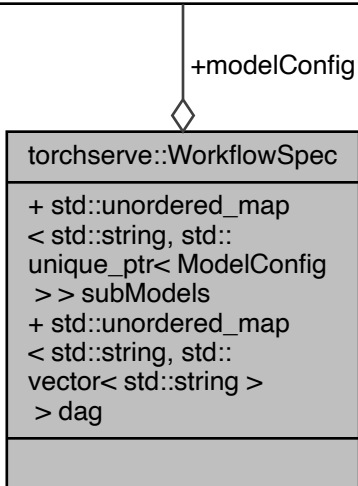 +modelConfig
torchserve::WorkflowSpec
+ std::unordered_map
< std::string, std::
unique_ptr< ModelConfig
> > subModels
+ std::unordered_map
< std::string, std::
vector< std::string >
> dag